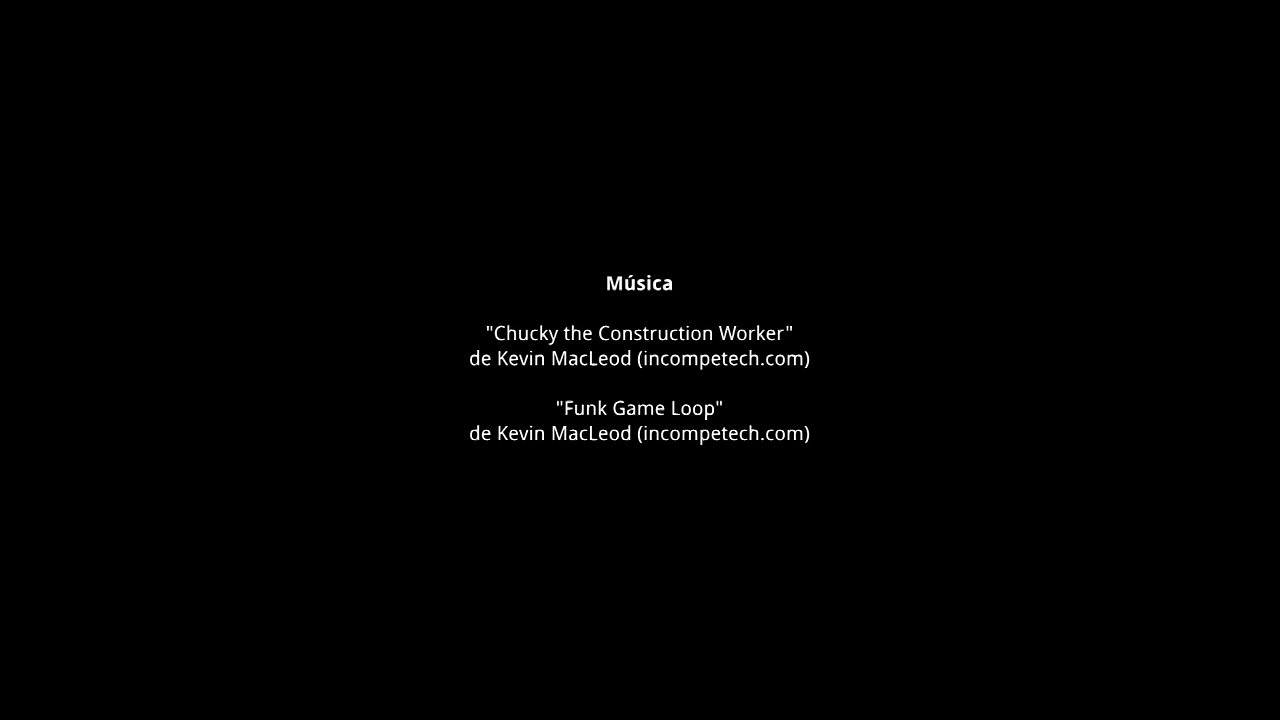 Música
"Chucky the Construction Worker"
de Kevin MacLeod (incompetech.com)
"Funk Game Loop"
de Kevin MacLeod (incompetech.com)